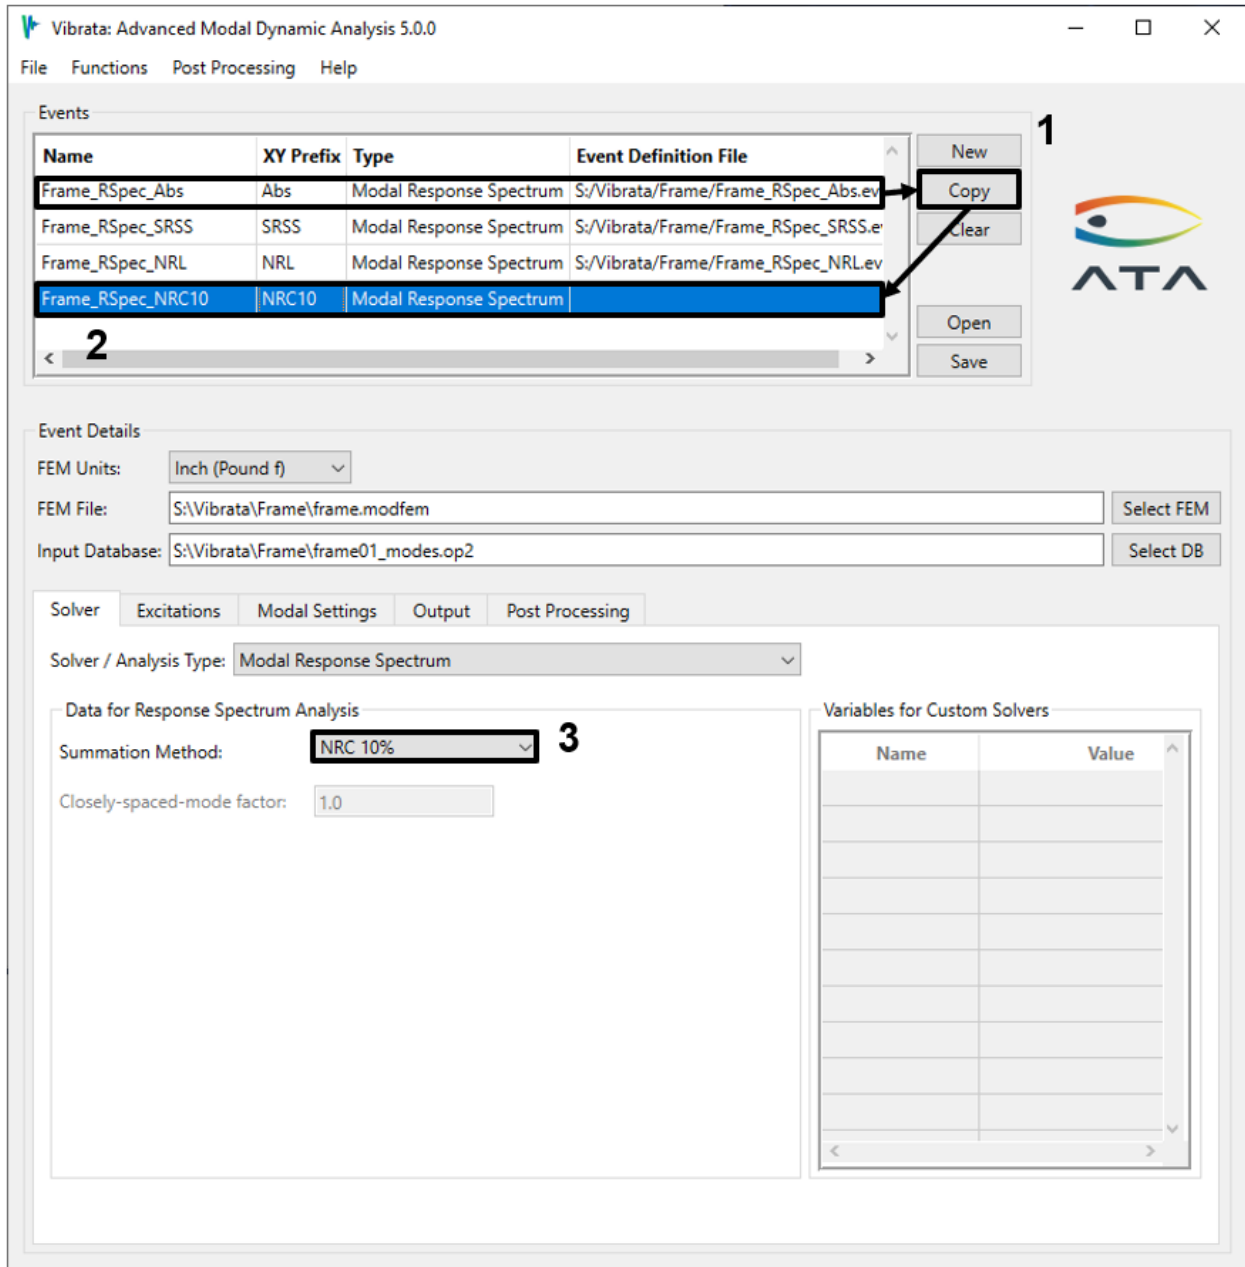 Vibrata: Advanced Modal Dynamic Analysis 5.0.0
File Functions Post Processing Help
Events
1
Name XY Prefix Type Event Definition File
New
Frame_RSpec_Abs Abs Modal Response Spectrum S:/Vibrata/Frame/Frame_RSpec_Abs.ev
Copy
Frame_RSpec_SRSS SRSS Modal Response Spectrum S:/Vibrata/Frame/Frame_RSpec_SRSS.e
Clear
Frame_RSpec_NRL NRL Modal Response Spectrum S:/Vibrata/Frame/Frame_RSpec_NRL.ev
ATA
Frame_RSpec_NRC10 NRC10 Modal Response Spectrum
Open
2
Save
Event Details
FEM Units: Inch (Pound f)
FEM File: S:\Vibrata\Frame\frame.modfem Select FEM
Input Database: S:\Vibrata\Frame\frame01_modes.op2 Select DB
Solver Excitations Modal Settings Output Post Processing
Solver / Analysis Type: Modal Response Spectrum
Data for Response Spectrum Analysis
Variables for Custom Solvers
Summation Method: NRC 10% 3
Name Value
Closely-spaced-mode factor: 1.0